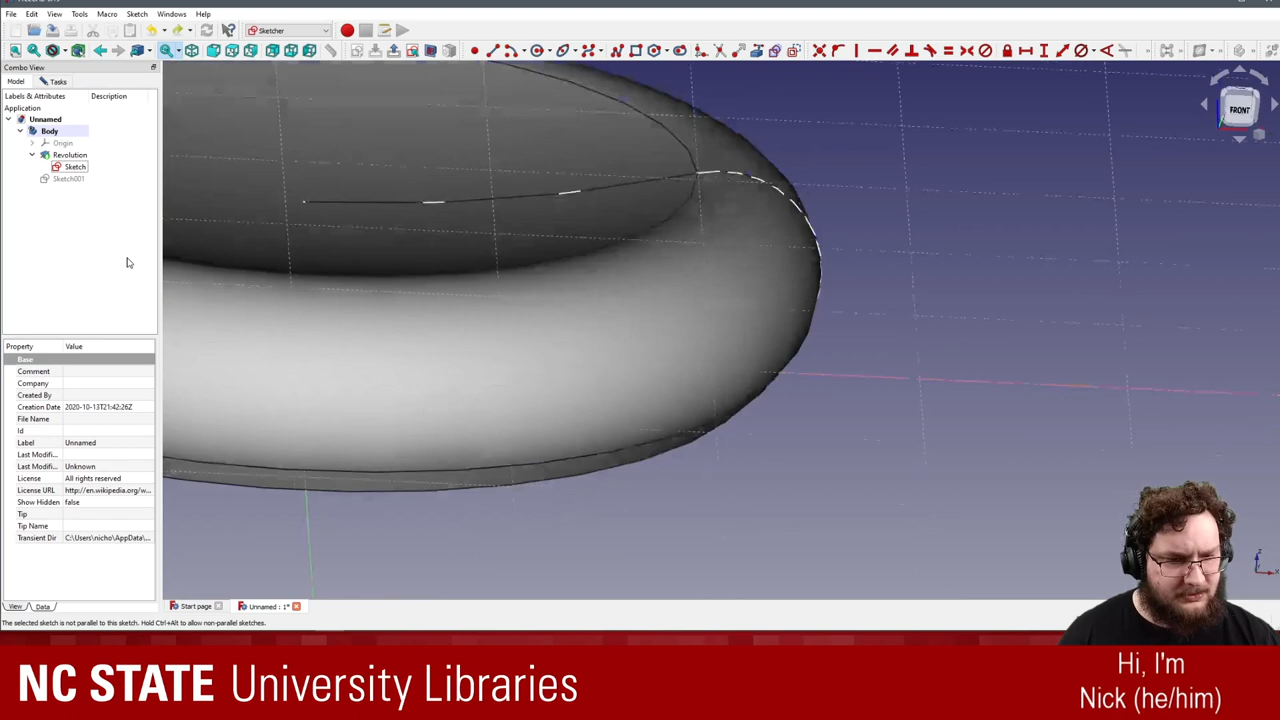 File Edit View Tools Macro Sketch Windows Help
Sketcher
Combo View
Model Tasks
Labels & Attributes Description
Application
Unnamed
Body
Origin
Revolution
Sketch
Sketch001
FRONT
Property Value
Base
Comment
Company
Created By
Creation Date 2020-10-13T21:42:26Z
File Name
Id
Label Unnamed
Last Modifi...
Last Modifi... Unknown
License All rights reserved
License URL http://en.wikipedia.org/w...
Show Hidden false
Tip
Tip Name
Transient Dir C:\Users\nicho\AppData\...
View Data
Start page Unnamed : 1*
The selected sketch is not parallel to this sketch. Hold Ctrl+Alt to allow non-parallel sketches.
NC STATE University Libraries
Hi, I'm
Nick (he/him)